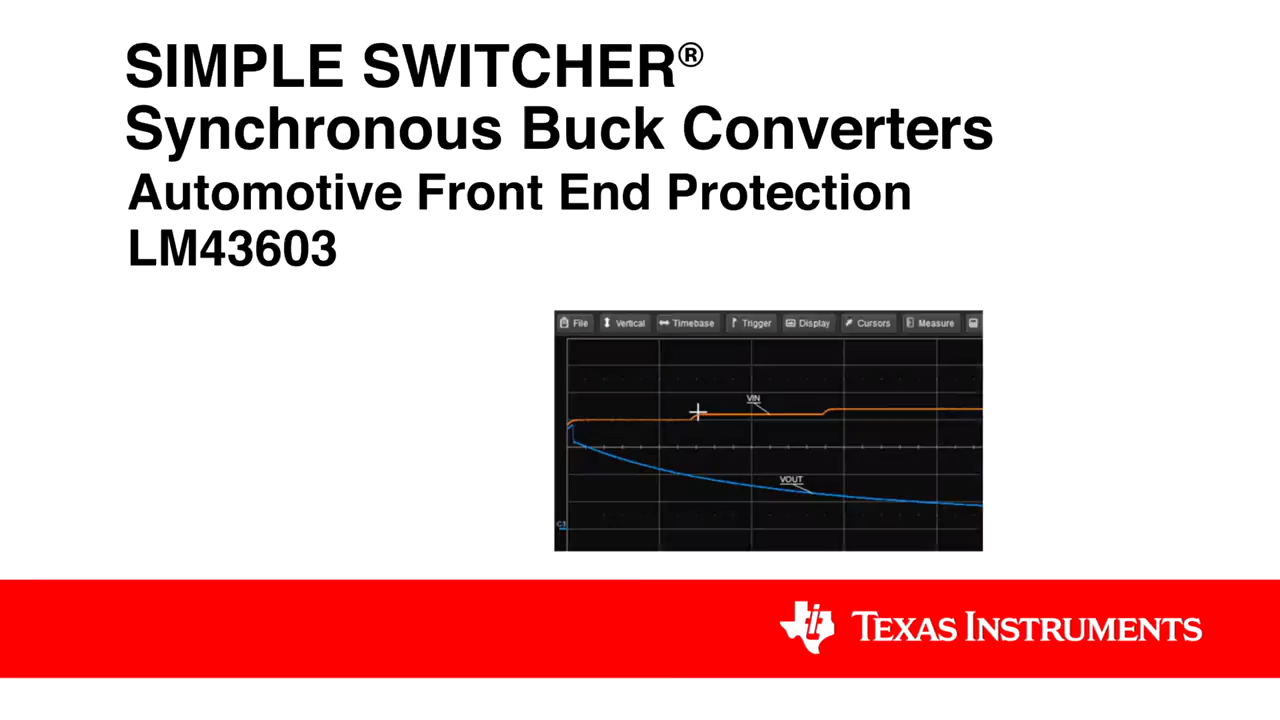 SIMPLE SWITCHER®
Synchronous Buck Converters
Automotive Front End Protection
LM43603
File Vertical Timebase Trigger Display Cursors Measure
VIN
VOUT
C1
TEXAS INSTRUMENTS